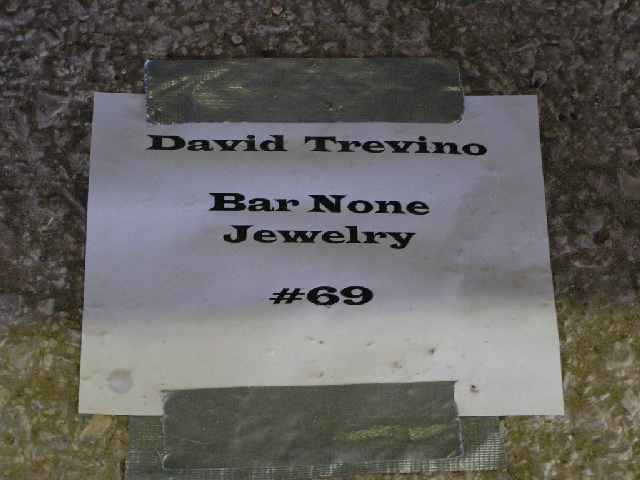 David Trevino
Bar None
Jewelry
#69